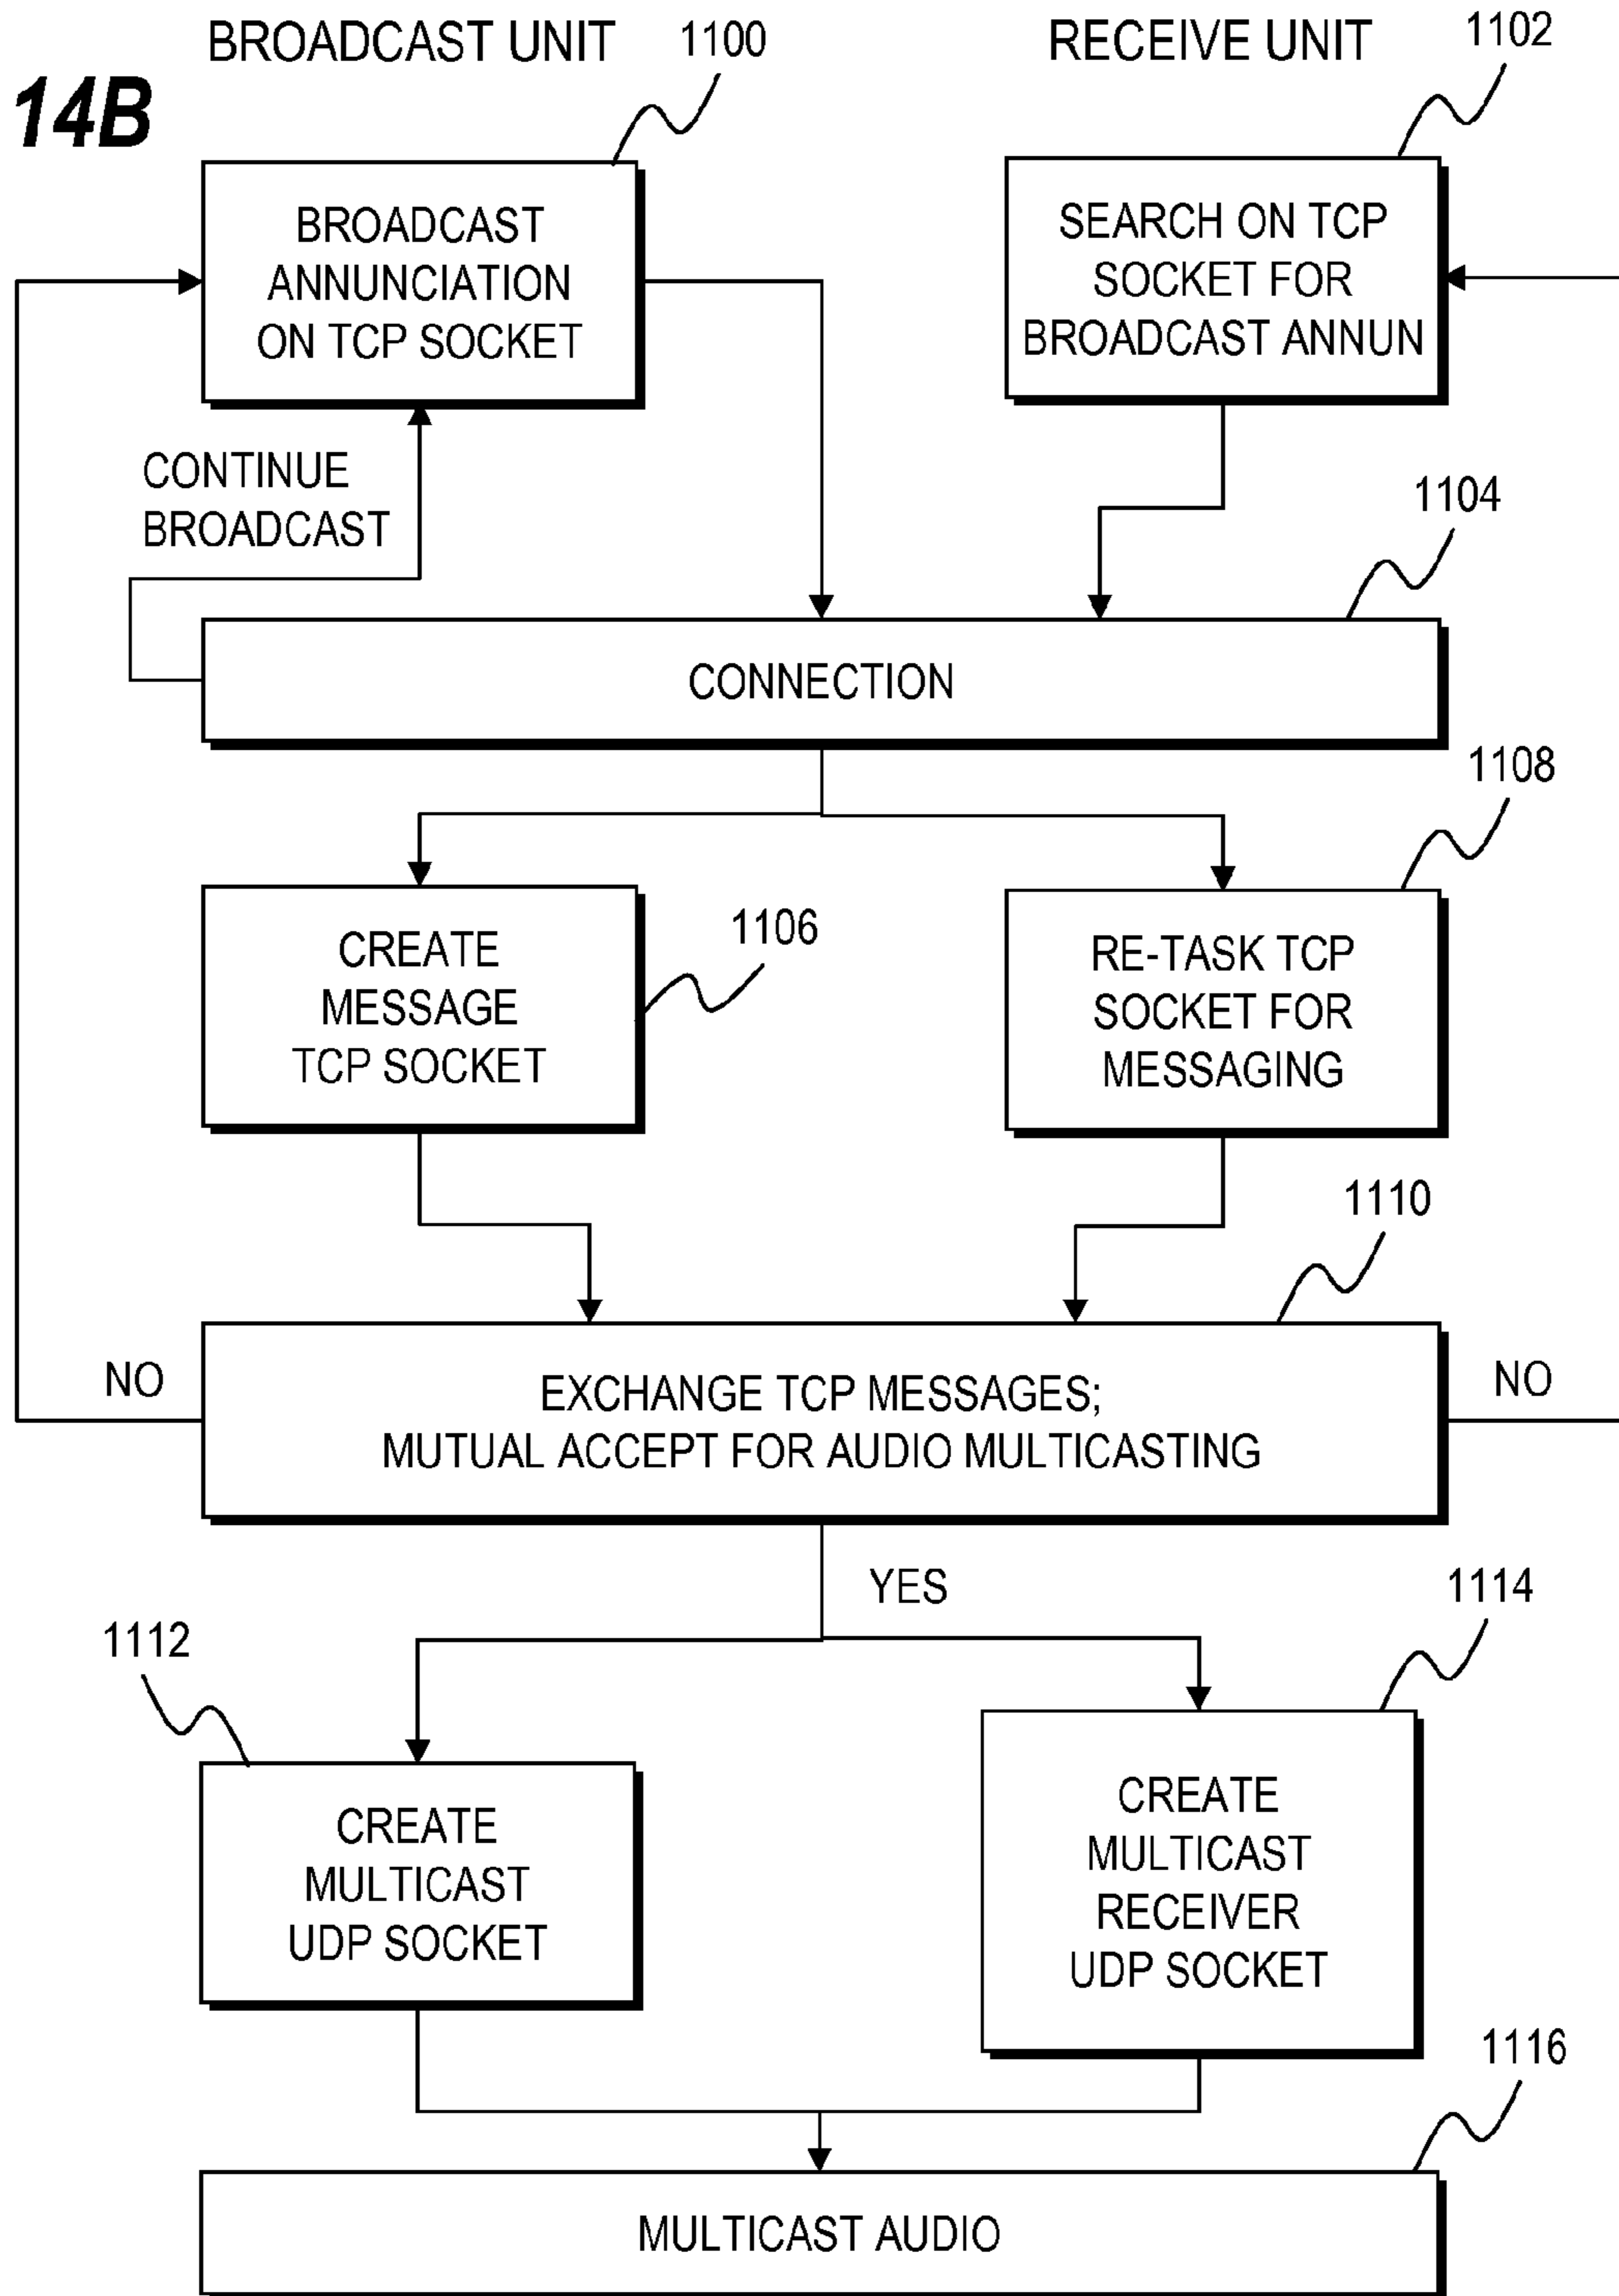 BROADCAST UNIT
1100
RECEIVE UNIT
1102
14B
BROADCAST
ANNUNCIATION
ON TCP SOCKET
SEARCH ON TCP
SOCKET FOR
BROADCAST ANNUN
CONTINUE
BROADCAST
1104
CONNECTION
1108
CREATE
MESSAGE
TCP SOCKET
1106
RE-TASK TCP
SOCKET FOR
MESSAGING
1110
NO
EXCHANGE TCP MESSAGES;
MUTUAL ACCEPT FOR AUDIO MULTICASTING
NO
YES
1112
1114
CREATE
MULTICAST
UDP SOCKET
CREATE
MULTICAST
RECEIVER
UDP SOCKET
1116
MULTICAST AUDIO